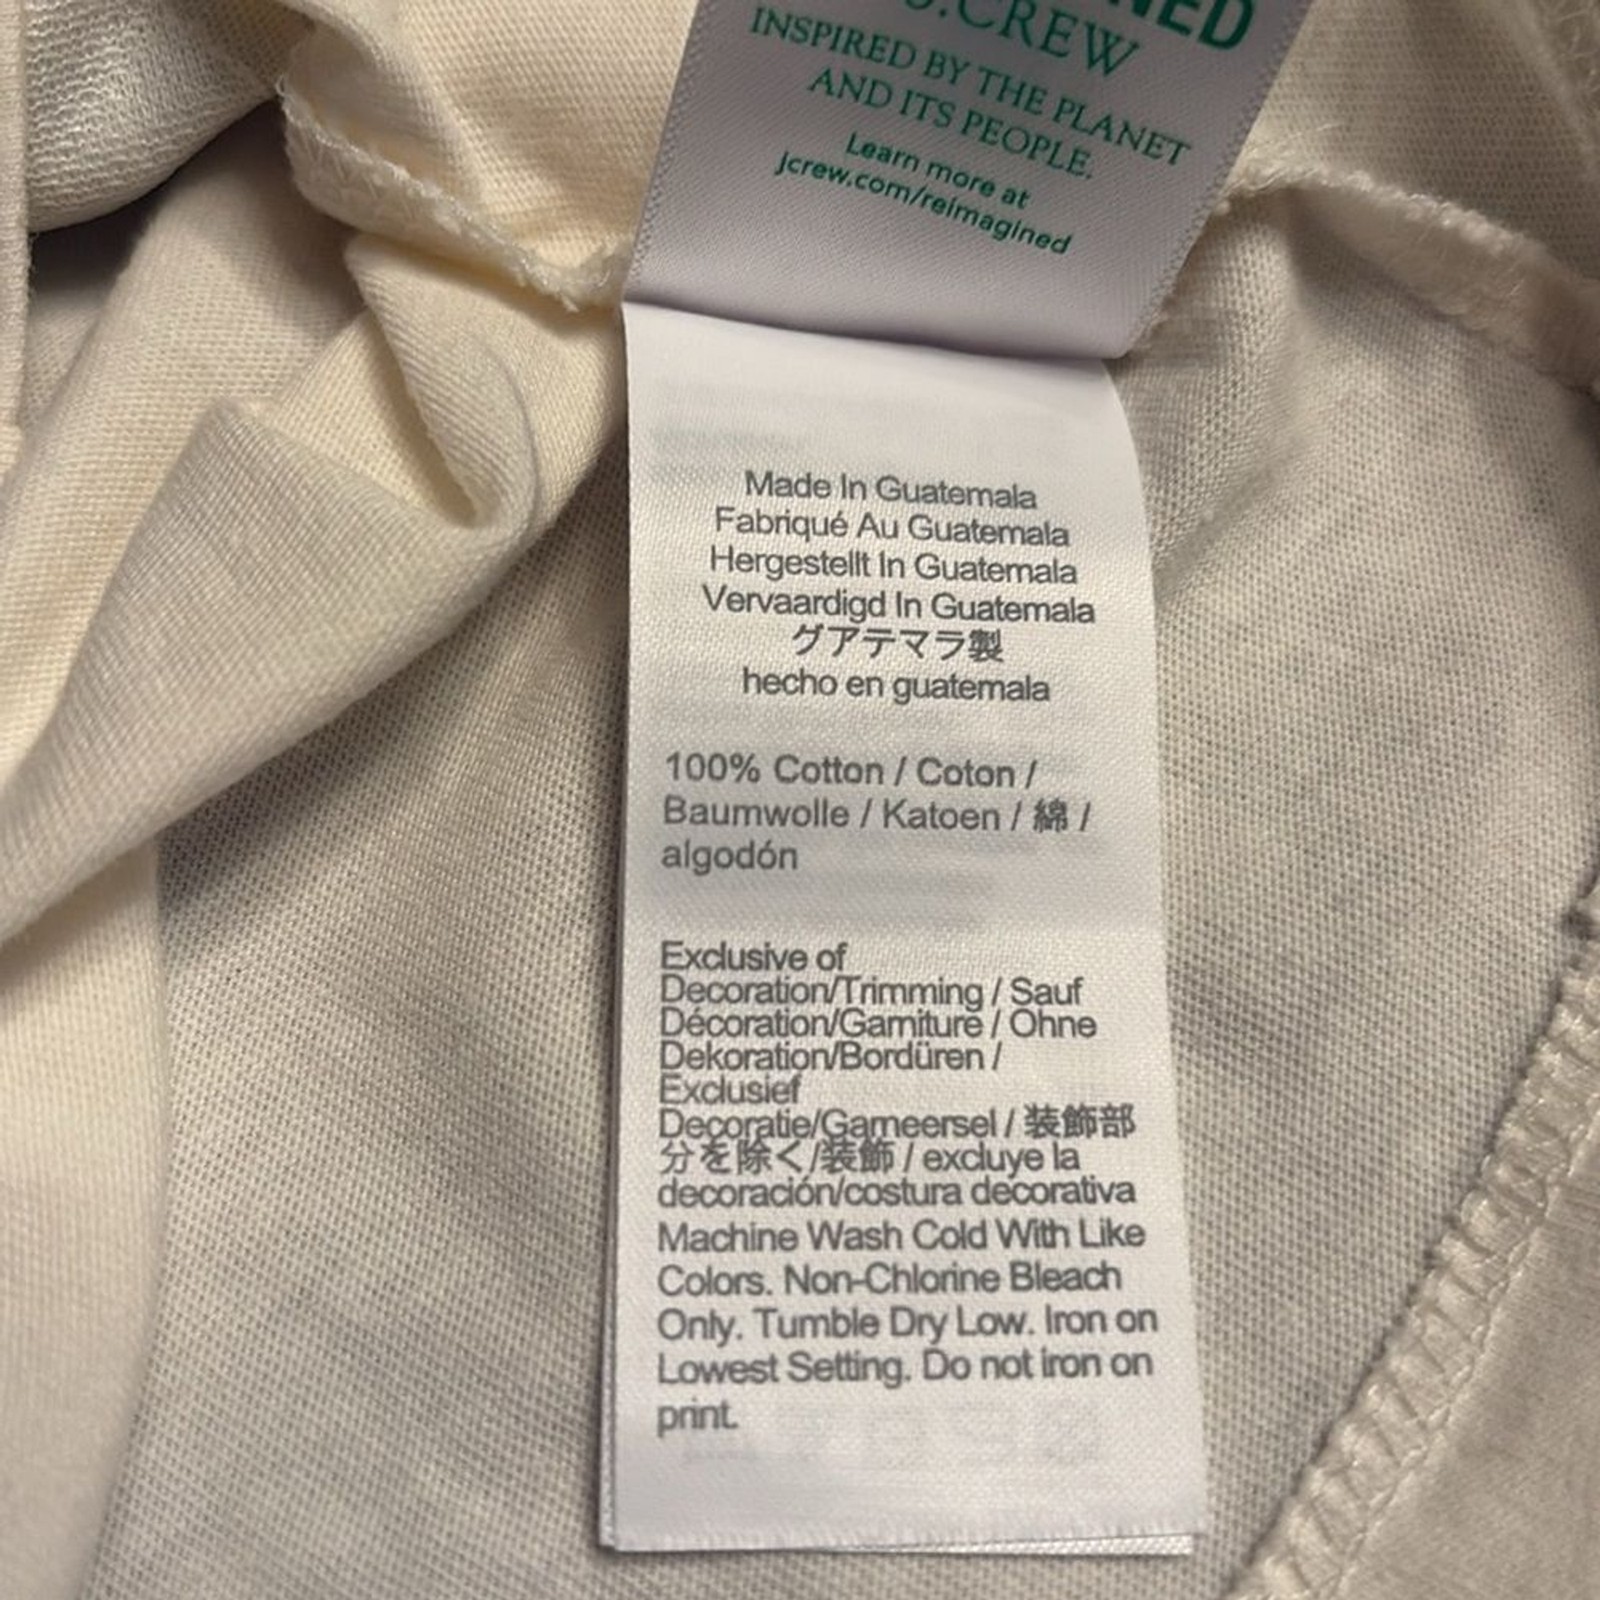 J.CREW
INSPIRED BY THE PLANET
AND ITS PEOPLE.
Learn more at
jcrew.com/reimagined
Made In Guatemala
Fabriqué Au Guatemala
Hergestellt In Guatemala
Vervaardigd In Guatemala
グアテマラ製
hecho en guatemala
100% Cotton / Coton /
Baumwolle / Katoen / 綿 /
algodón
Exclusive of
Decoration/Trimming / Sauf
Décoration/Garniture / Ohne
Dekoration/Bordüren /
Exclusief
Decoratie/Garneersel / 装飾部
分を除く/装飾 / excluye la
decoración/costura decorativa
Machine Wash Cold With Like
Colors. Non-Chlorine Bleach
Only. Tumble Dry Low. Iron on
Lowest Setting. Do not iron on
print.